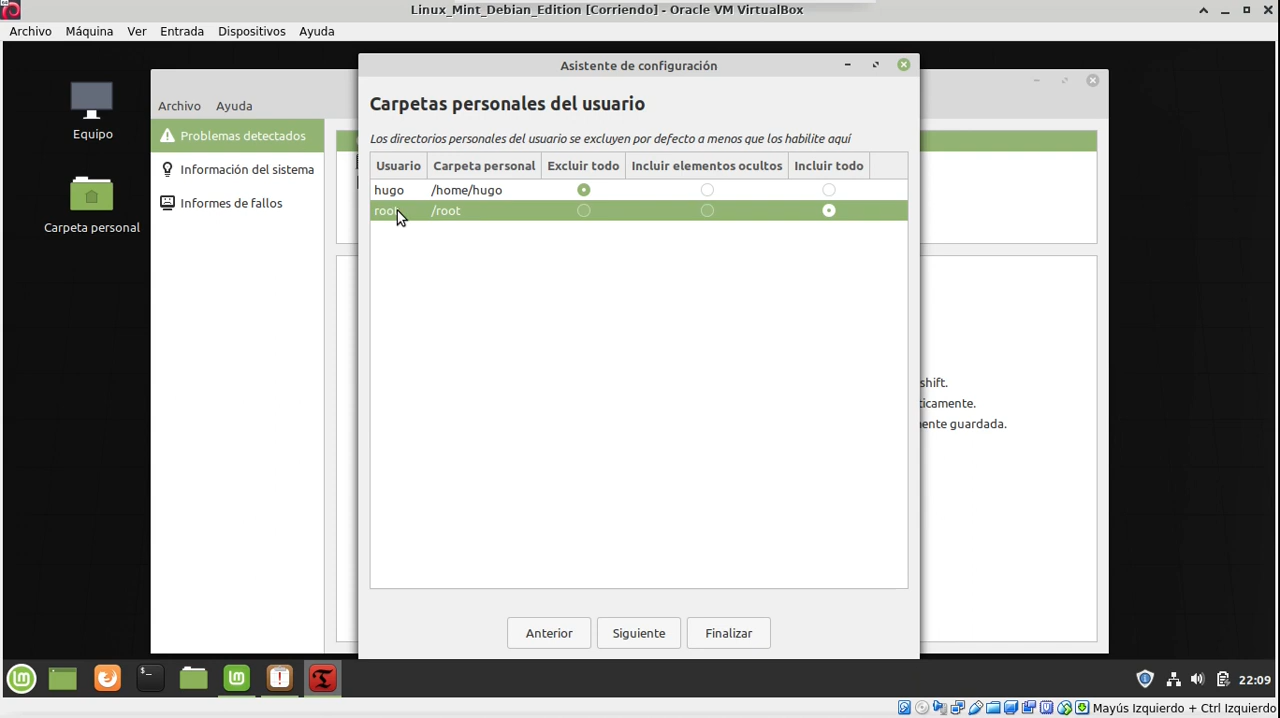 Linux_Mint_Debian_Edition [Corriendo] - Oracle VM VirtualBox
Archivo Máquina Ver Entrada Dispositivos Ayuda
Equipo
Carpeta personal
Archivo Ayuda
Problemas detectados
Información del sistema
Informes de fallos
Asistente de configuración
Carpetas personales del usuario
Los directorios personales del usuario se excluyen por defecto a menos que los habilite aquí
Usuario Carpeta personal Excluir todo Incluir elementos ocultos Incluir todo
hugo /home/hugo
root /root
shift.
ticamente.
ente guardada.
Anterior Siguiente Finalizar
22:09
Mayús Izquierdo + Ctrl Izquierdo